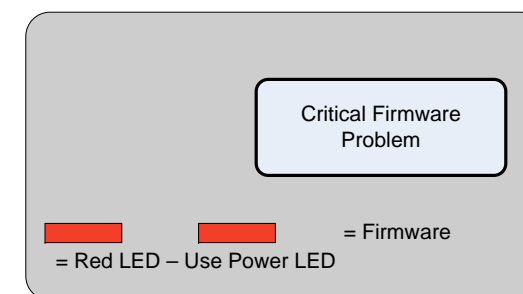 Critical Firmware
Problem
= Firmware
= Red LED – Use Power LED